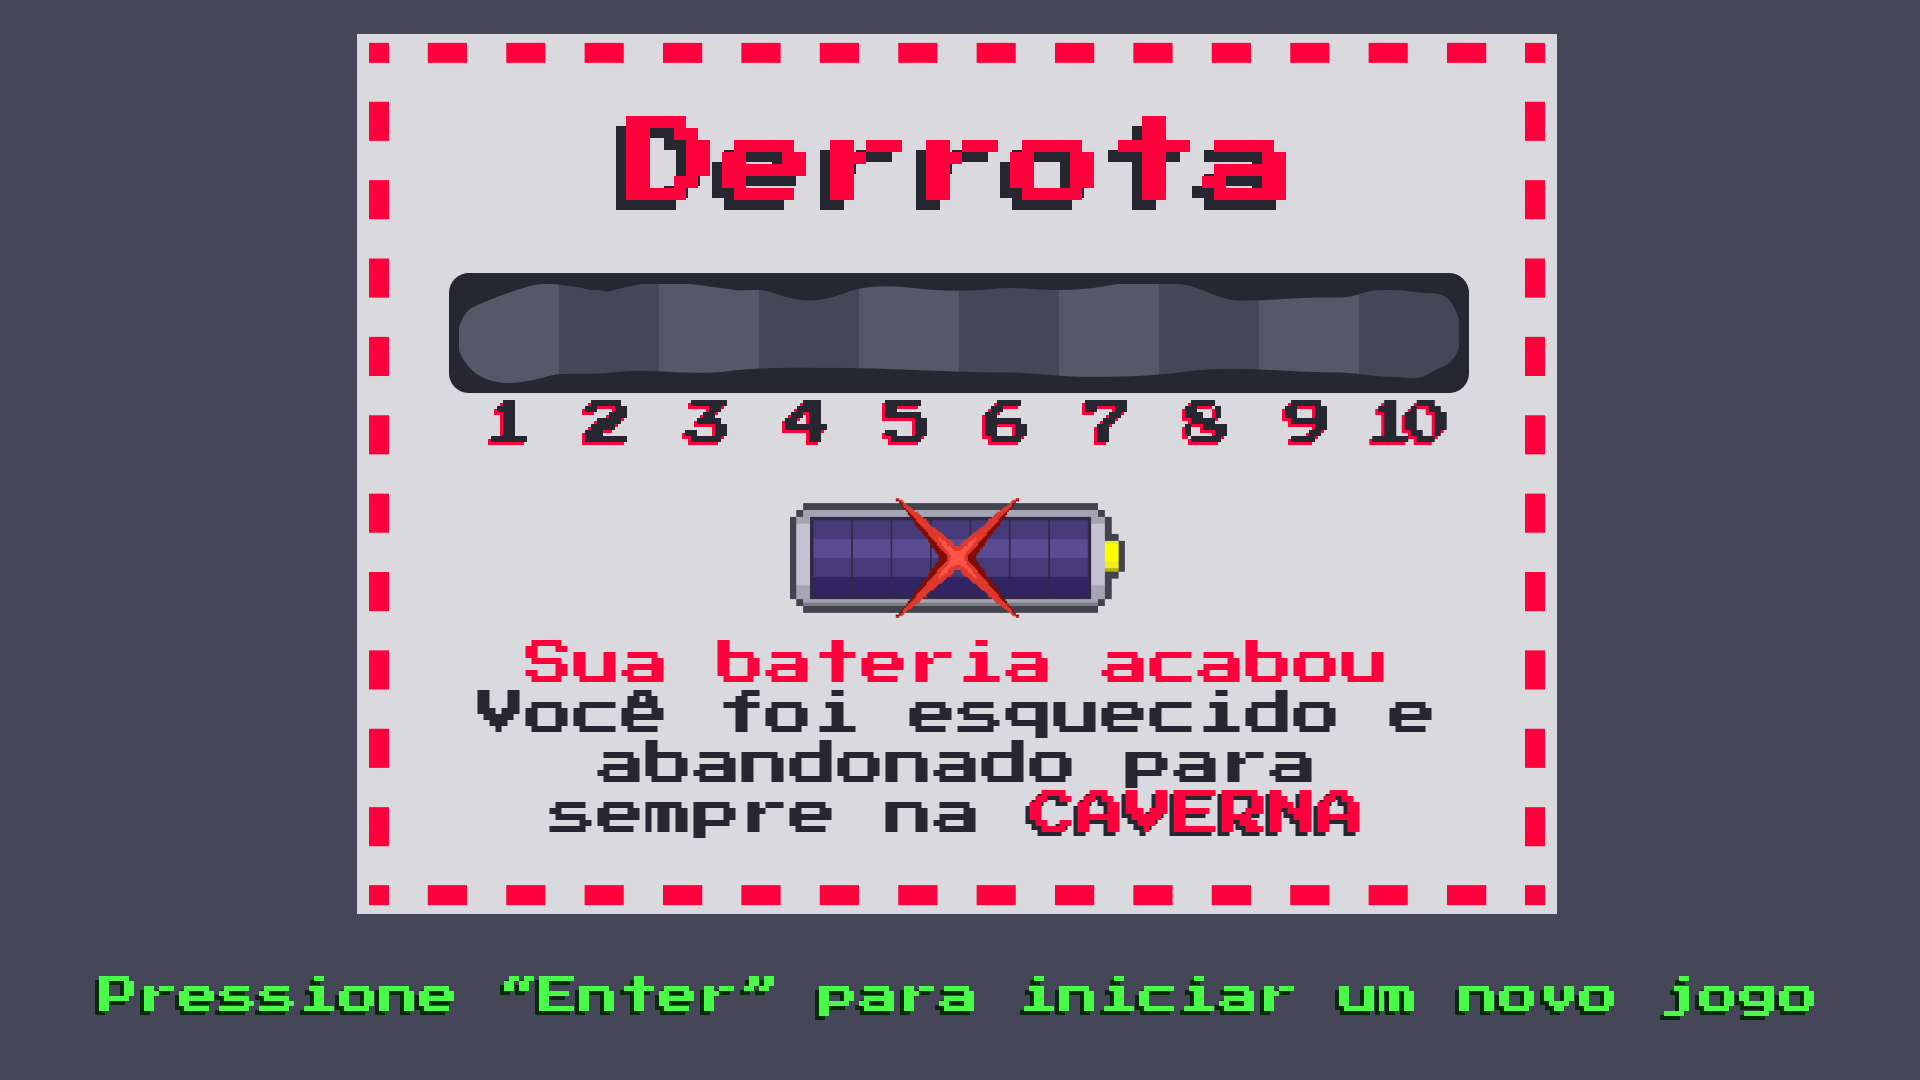 Derrota
1 2 3 4 5 6 7 8 9 10
Sua bateria acabou
Você foi esquecido e
abandonado para
sempre na CAVERNA
Pressione "Enter" para iniciar um novo jogo